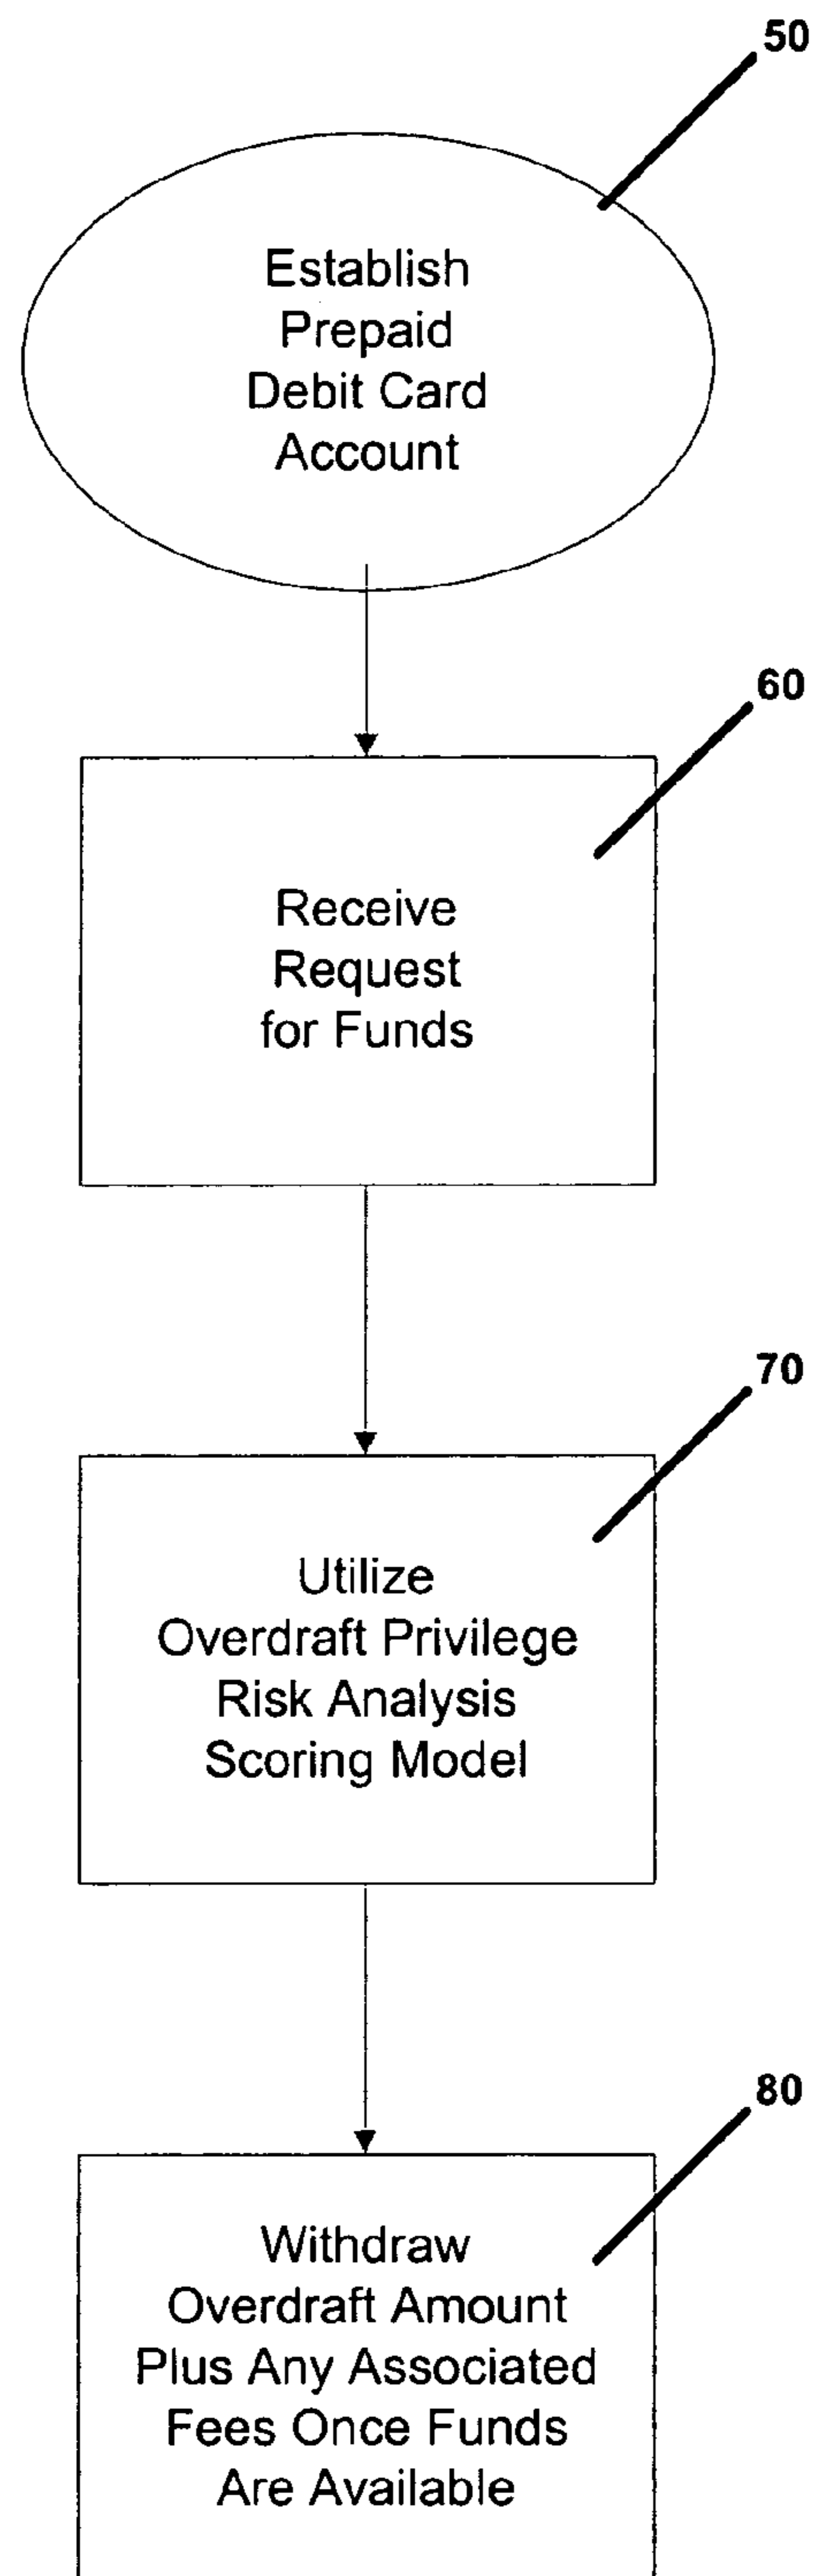 50
Establish
Prepaid
Debit Card
Account
60
Receive
Request
for Funds
70
Utilize
Overdraft Privilege
Risk Analysis
Scoring Model
80
Withdraw
Overdraft Amount
Plus Any Associated
Fees Once Funds
Are Available